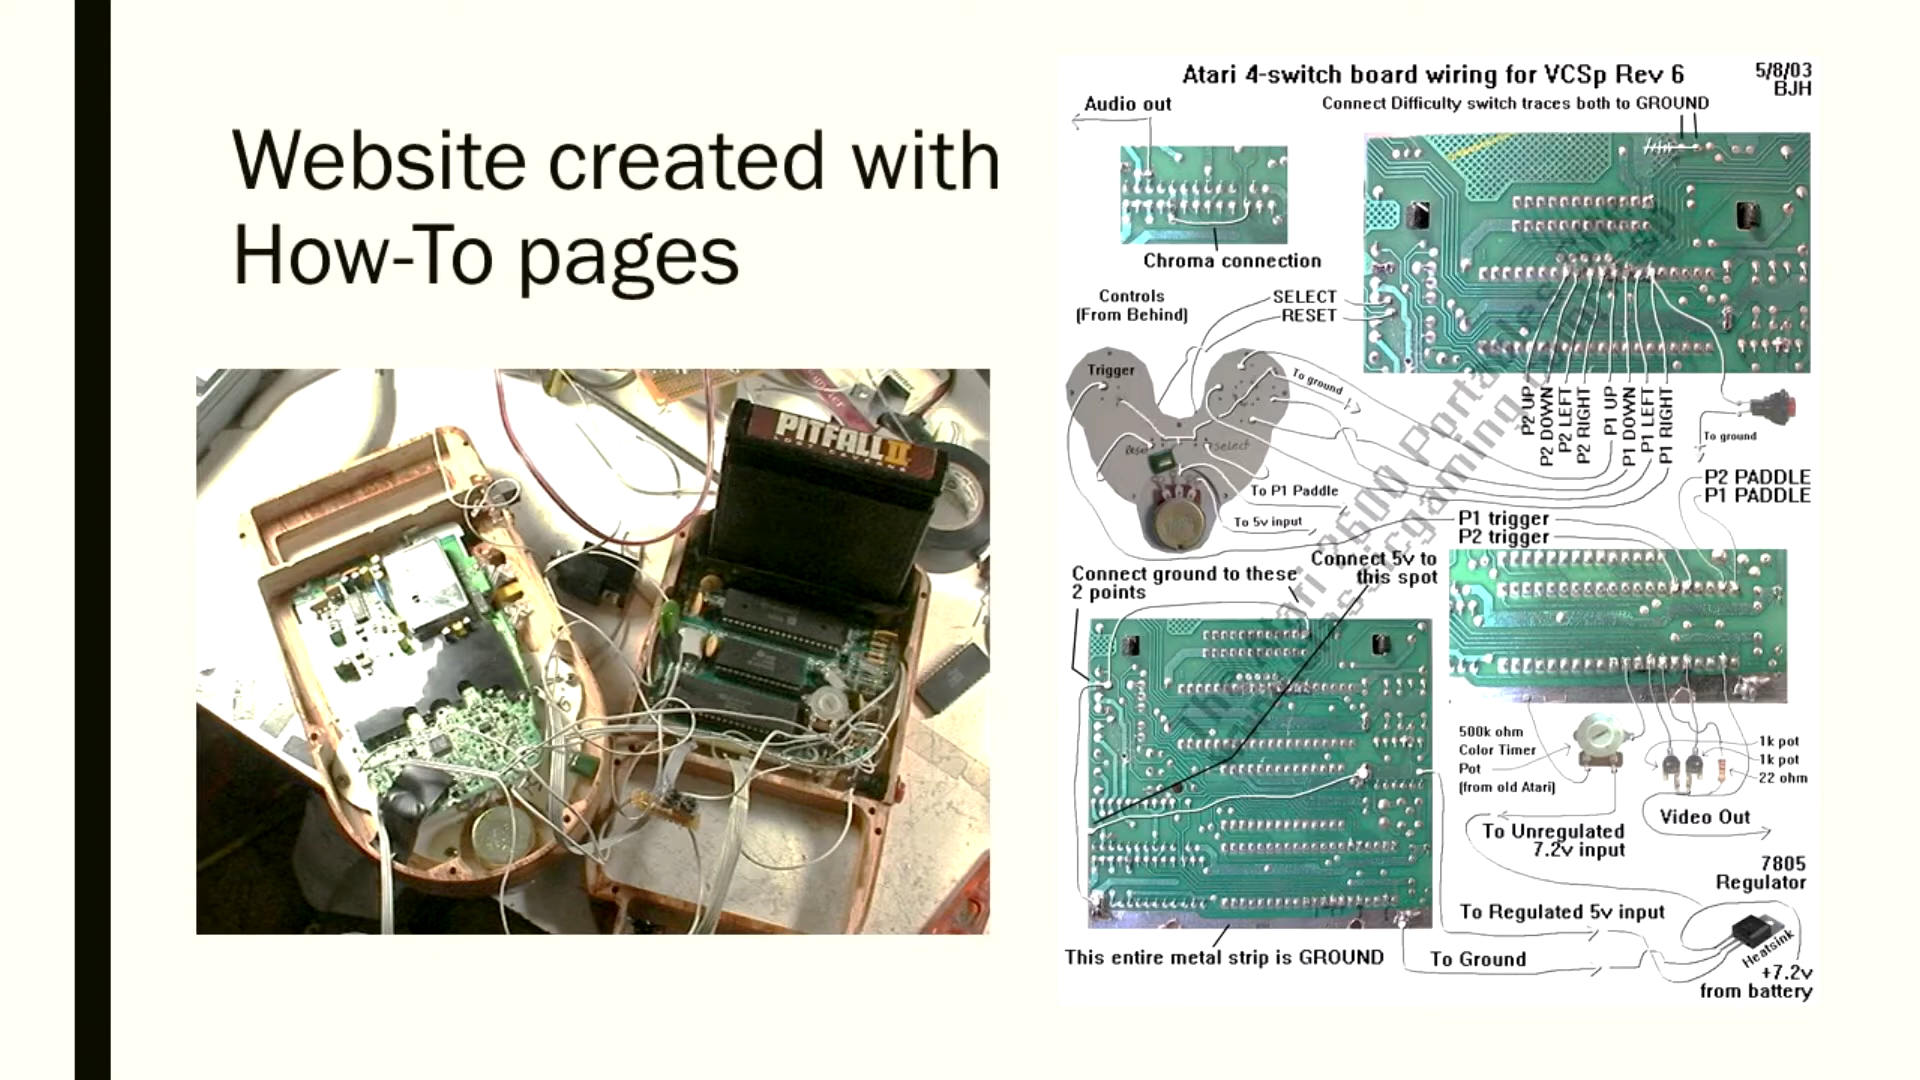 Website created with
How-To pages
PITFALL II
Atari 4-switch board wiring for VCSp Rev 6
5/8/03
BJH
Audio out
Connect Difficulty switch traces both to GROUND
Chroma connection
Controls
(From Behind)
SELECT
RESET
Trigger
To ground
Reset
Select
P2 UP
P2 DOWN
P2 LEFT
P2 RIGHT
P1 UP
P1 DOWN
P1 LEFT
P1 RIGHT
To ground
P2 PADDLE
P1 PADDLE
To P1 Paddle
To 5v input
P1 trigger
P2 trigger
Connect 5v to
this spot
Connect ground to these
2 points
500k ohm
Color Timer
Pot
(from old Atari)
1k pot
1k pot
22 ohm
Video Out
To Unregulated
7.2v input
7805
Regulator
To Regulated 5v input
Heatsink
This entire metal strip is GROUND
To Ground
+7.2v
from battery